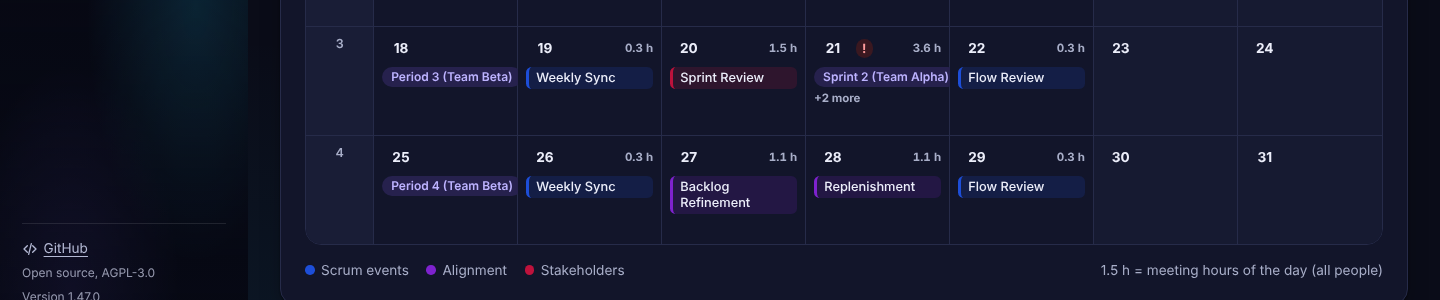 3
18
19 0.3 h
20 1.5 h
21 ! 3.6 h
22 0.3 h
23
24
Period 3 (Team Beta)
Weekly Sync
Sprint Review
Sprint 2 (Team Alpha)
Flow Review
+2 more
4
25
26 0.3 h
27 1.1 h
28 1.1 h
29 0.3 h
30
31
Period 4 (Team Beta)
Weekly Sync
Backlog
Refinement
Replenishment
Flow Review
GitHub
Open source, AGPL-3.0
Version 1.47.0
Scrum events
Alignment
Stakeholders
1.5 h = meeting hours of the day (all people)